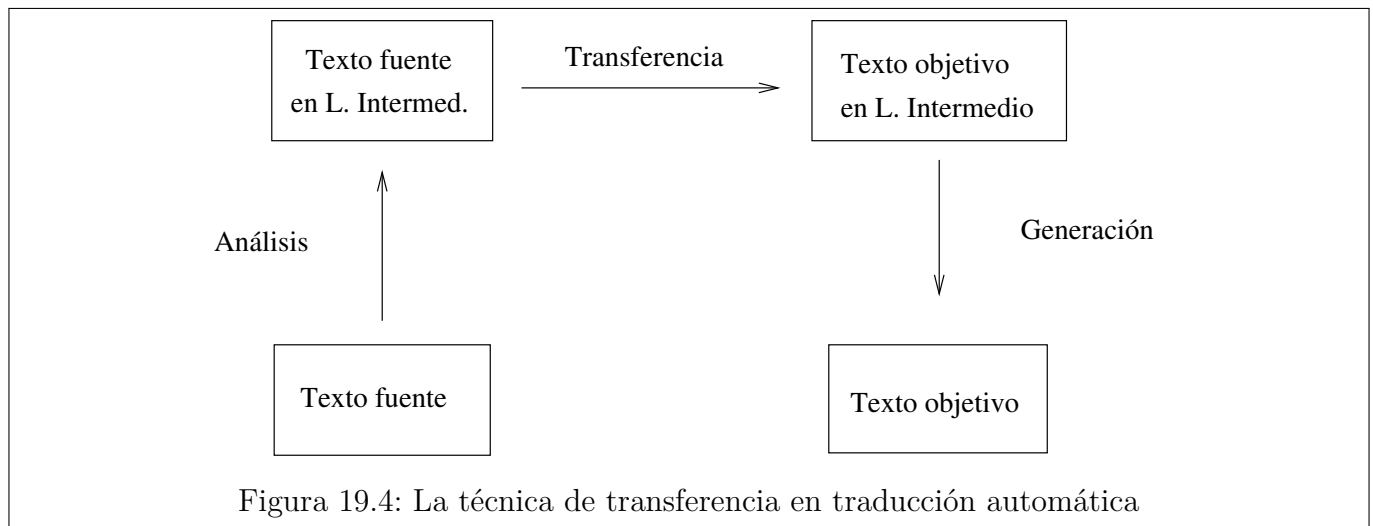 Texto fuente
en L. Intermed.
Transferencia
Texto objetivo
en L. Intermedio
Análisis
Generación
Texto fuente
Texto objetivo
Figura 19.4: La técnica de transferencia en traducción automática